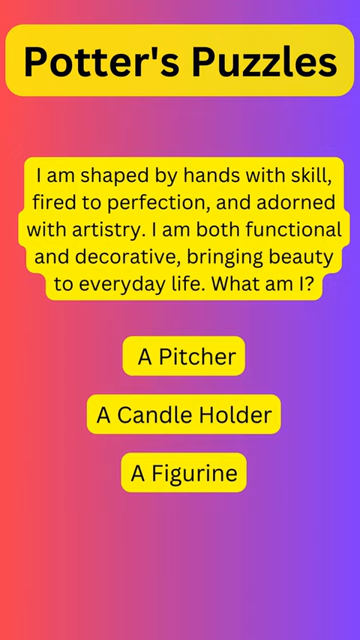 Potter's Puzzles
I am shaped by hands with skill,
fired to perfection, and adorned
with artistry. I am both functional
and decorative, bringing beauty
to everyday life. What am I?
A Pitcher
A Candle Holder
A Figurine